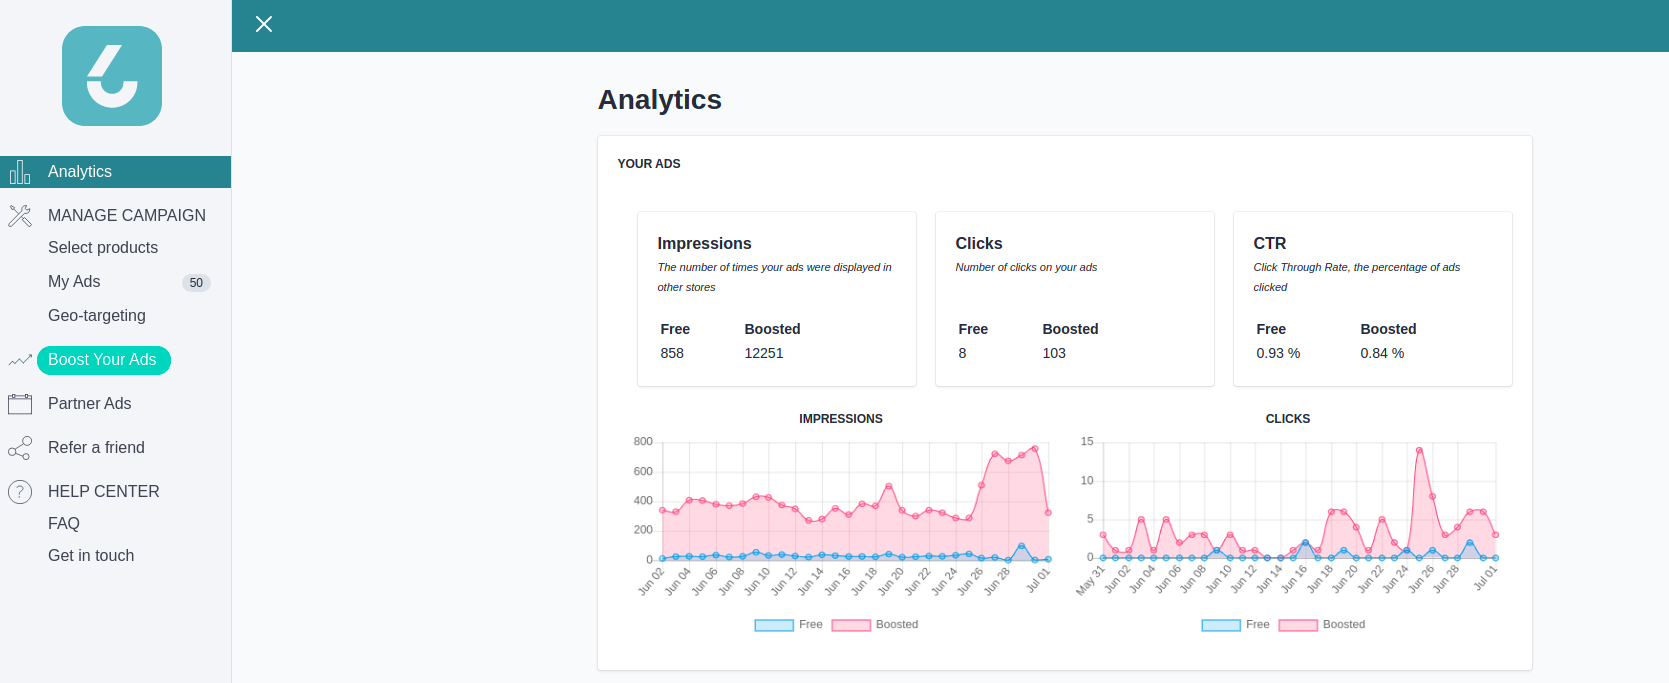 Analytics
MANAGE CAMPAIGN
Select products
My Ads 50
Geo-targeting
Boost Your Ads
Partner Ads
Refer a friend
? HELP CENTER
FAQ
Get in touch
Analytics
YOUR ADS
Impressions
The number of times your ads were displayed in
other stores
Free Boosted
858 12251
Clicks
Number of clicks on your ads
Free Boosted
8 103
CTR
Click Through Rate, the percentage of ads
clicked
Free Boosted
0.93 % 0.84 %
IMPRESSIONS
800
600
400
200
0
Jun 02 Jun 04 Jun 06 Jun 08 Jun 10 Jun 12 Jun 14 Jun 16 Jun 18 Jun 20 Jun 22 Jun 24 Jun 26 Jun 28 Jul 01
Free Boosted
CLICKS
15
10
5
0
May 31 Jun 02 Jun 04 Jun 06 Jun 08 Jun 10 Jun 12 Jun 14 Jun 16 Jun 18 Jun 20 Jun 22 Jun 24 Jun 26 Jun 28 Jul 01
Free Boosted